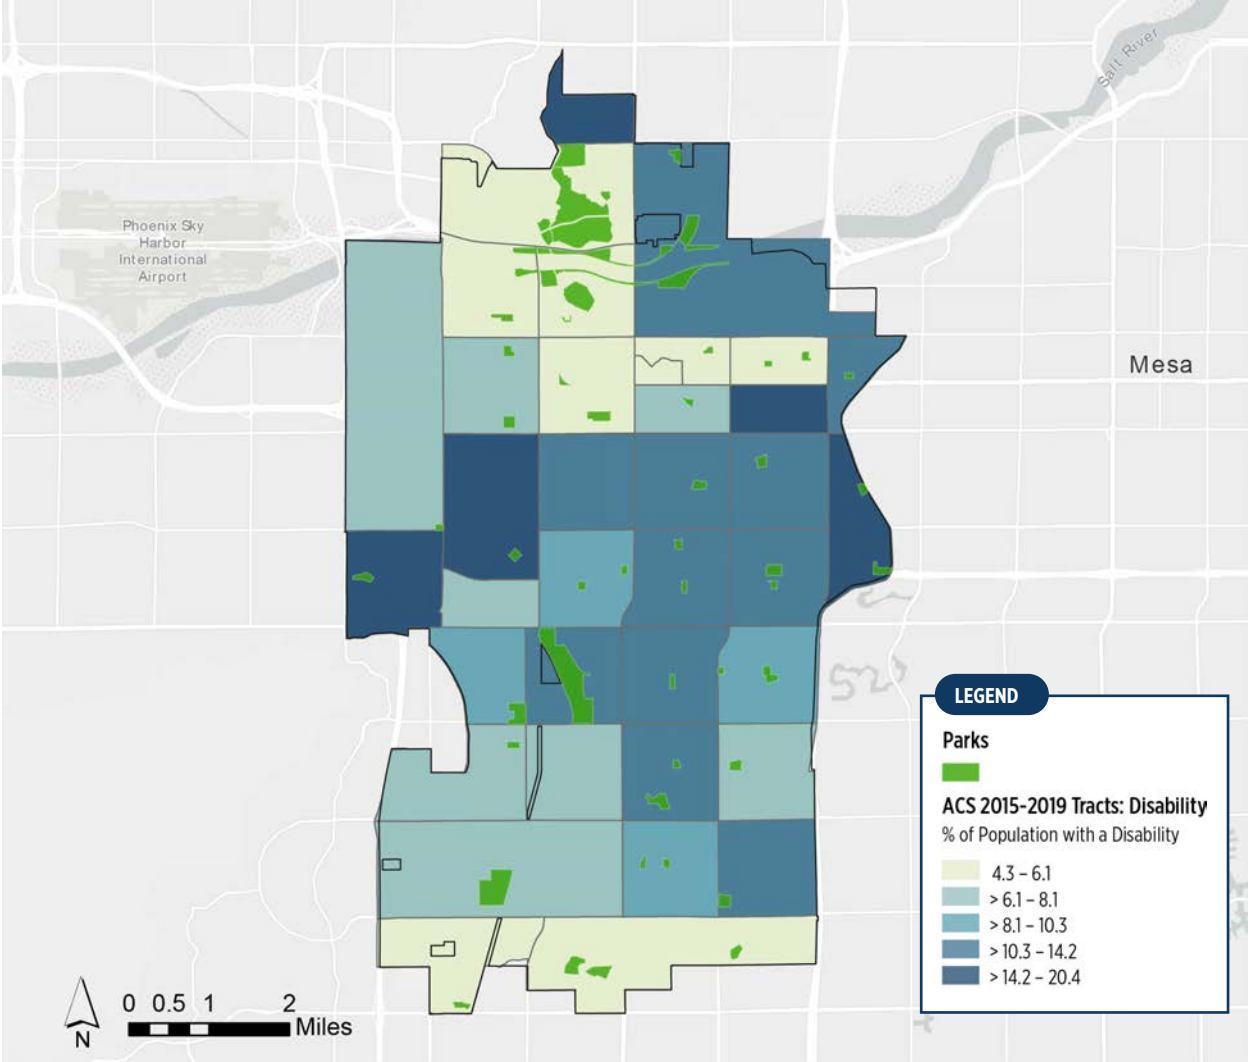 Salt River
Phoenix Sky
Harbor
International
Airport
Mesa
LEGEND
Parks
ACS 2015-2019 Tracts: Disability
% of Population with a Disability
4.3 – 6.1
> 6.1 – 8.1
> 8.1 – 10.3
> 10.3 – 14.2
> 14.2 – 20.4
N
0 0.5 1 2
Miles